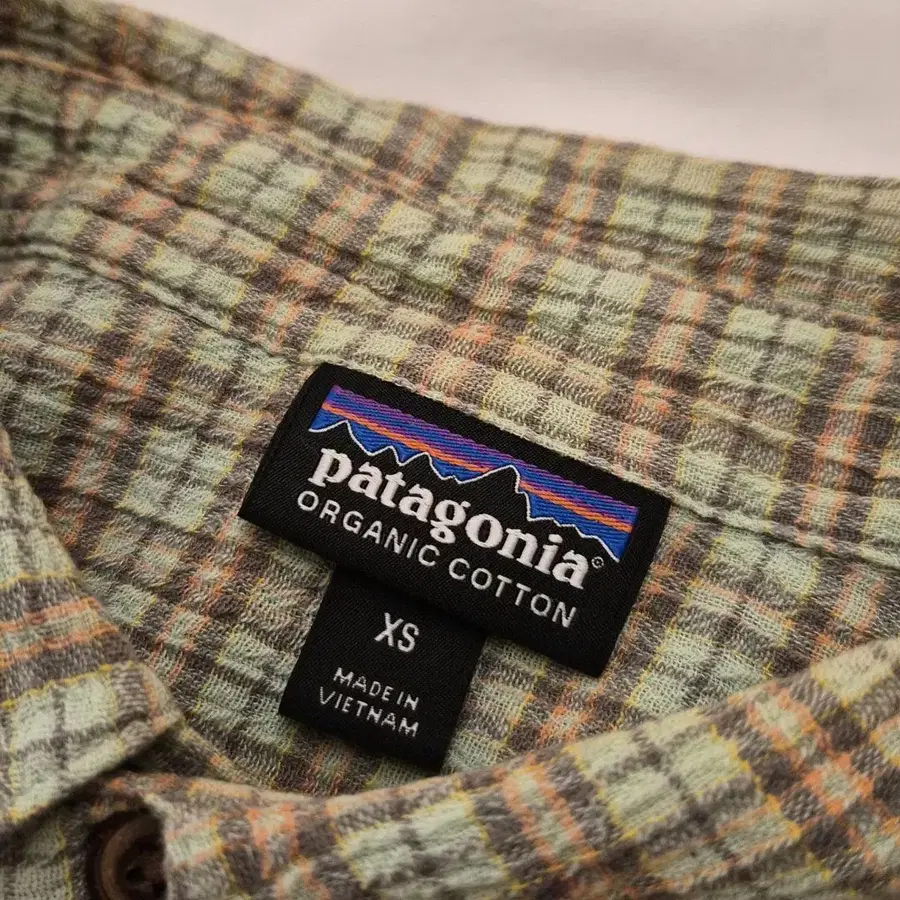 patagonia®
ORGANIC COTTON
XS
MADE IN
VIETNAM